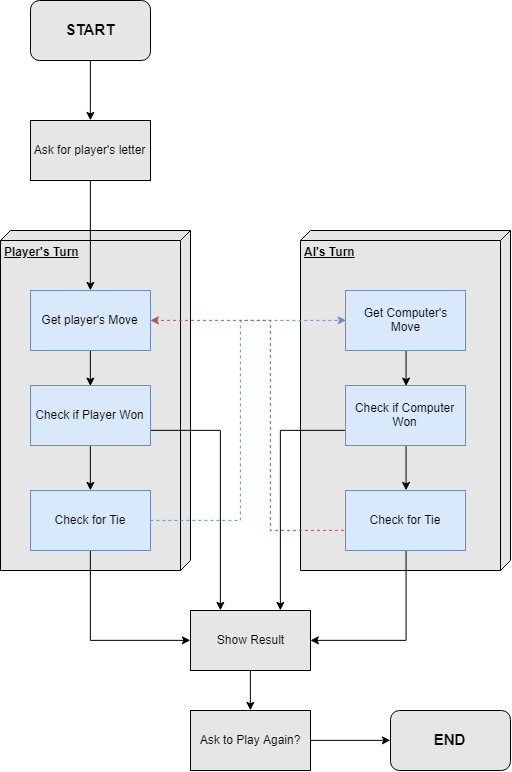 START
Ask for player's letter
Player's Turn
AI's Turn
Get player's Move
Get Computer's
Move
Check if Player Won
Check if Computer
Won
Check for Tie
Check for Tie
Show Result
Ask to Play Again?
END